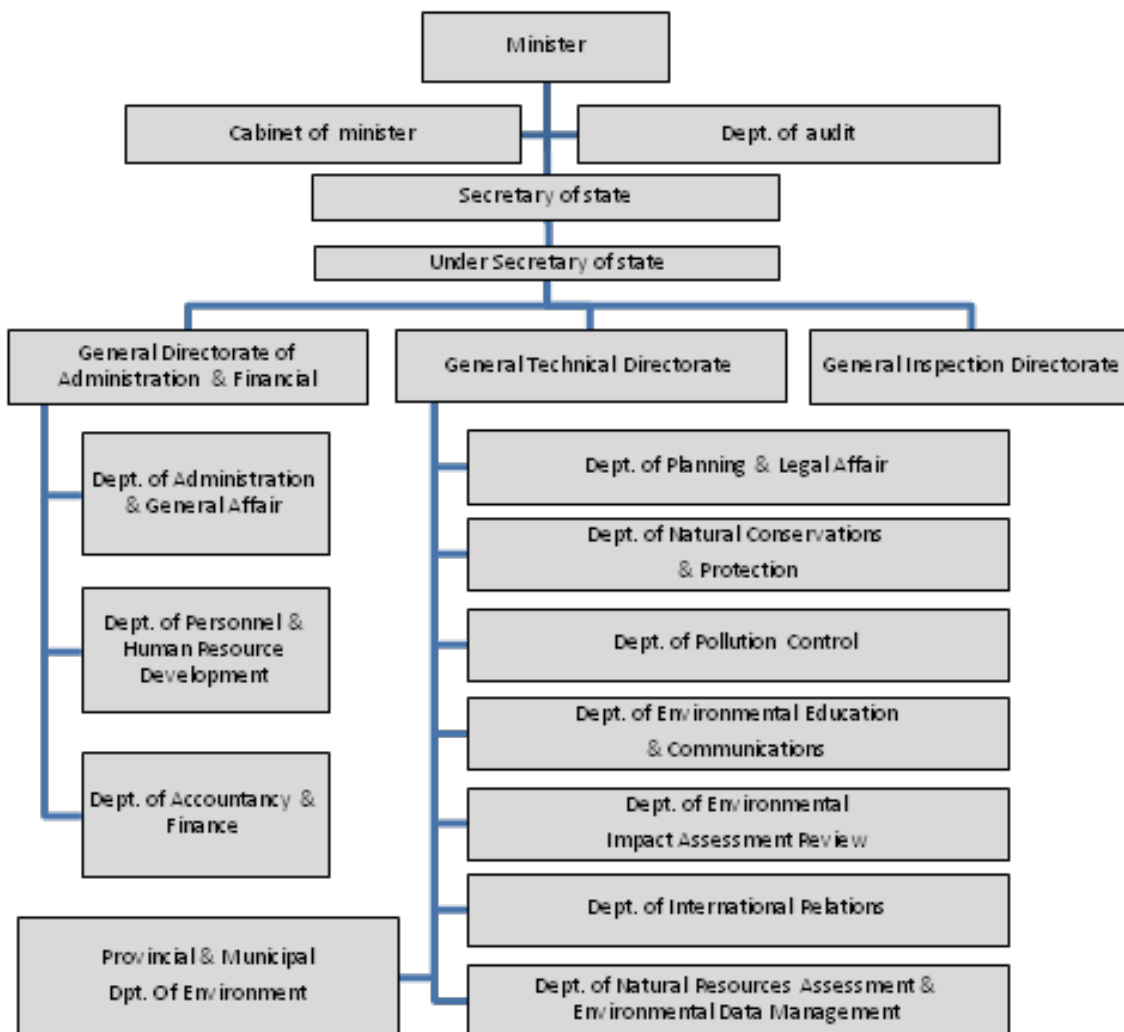 Minister
Cabinet of minister
Dept. of audit
Secretary of state
Under Secretary of state
General Directorate of
Administration & Financial
General Technical Directorate
General Inspection Directorate
Dept. of Administration
& General Affair
Dept. of Personnel &
Human Resource
Development
Dept. of Accountancy &
Finance
Dept. of Planning & Legal Affair
Dept. of Natural Conservations
& Protection
Dept. of Pollution Control
Dept. of Environmental Education
& Communications
Dept. of Environmental
Impact Assessment Review
Dept. of International Relations
Provincial & Municipal
Dpt. Of Environment
Dept. of Natural Resources Assessment &
Environmental Data Management